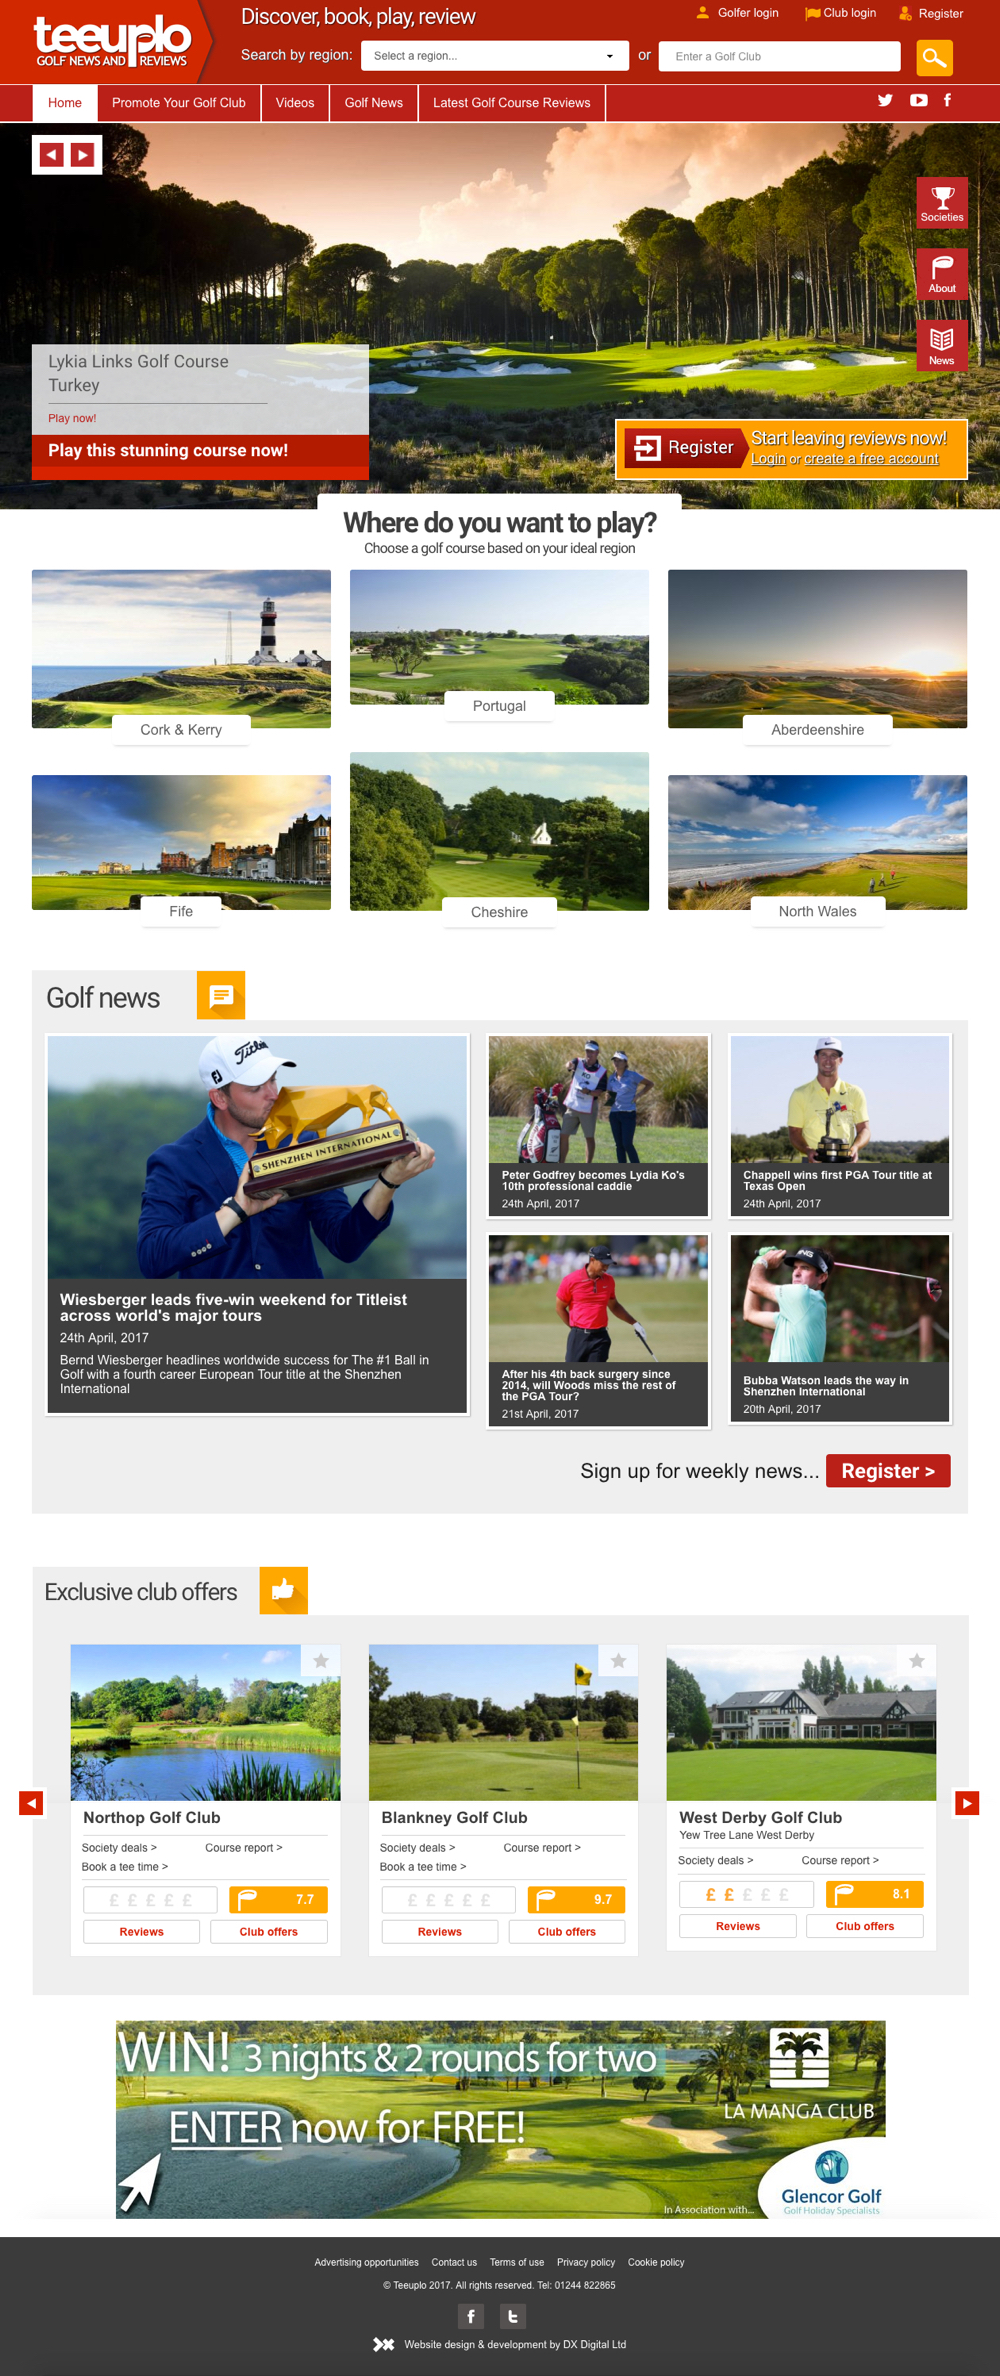 teeuplo
GOLF NEWS AND REVIEWS
Discover, book, play, review
Golfer login
Club login
Register
Search by region:
Select a region...
or
Enter a Golf Club
Home
Promote Your Golf Club
Videos
Golf News
Latest Golf Course Reviews
Societies
About
News
Lykia Links Golf Course
Turkey
Play now!
Play this stunning course now!
Register
Start leaving reviews now!
Login or create a free account
Where do you want to play?
Choose a golf course based on your ideal region
Cork & Kerry
Portugal
Aberdeenshire
Fife
Cheshire
North Wales
Golf news
Titleist
FJ
SHENZHEN INTERNATIONAL
Wiesberger leads five-win weekend for Titleist
across world's major tours
24th April, 2017
Bernd Wiesberger headlines worldwide success for The #1 Ball in
Golf with a fourth career European Tour title at the Shenzhen
International
KO
Peter Godfrey becomes Lydia Ko's
10th professional caddie
24th April, 2017
Chappell wins first PGA Tour title at
Texas Open
24th April, 2017
After his 4th back surgery since
2014, will Woods miss the rest of
the PGA Tour?
21st April, 2017
PING
Bubba Watson leads the way in
Shenzhen International
20th April, 2017
Sign up for weekly news...
Register >
Exclusive club offers
Northop Golf Club
Society deals >
Course report >
Book a tee time >
£ £ £ £ £
7.7
Reviews
Club offers
Blankney Golf Club
Society deals >
Course report >
Book a tee time >
£ £ £ £ £
9.7
Reviews
Club offers
West Derby Golf Club
Yew Tree Lane West Derby
Society deals >
Course report >
£ £ £ £ £
8.1
Reviews
Club offers
WIN! 3 nights & 2 rounds for two
ENTER now for FREE!
LA MANGA CLUB
In Association with...
Glencor Golf
Golf Holiday Specialists
Advertising opportunities
Contact us
Terms of use
Privacy policy
Cookie policy
© Teeuplo 2017. All rights reserved. Tel: 01244 822865
Website design & development by DX Digital Ltd